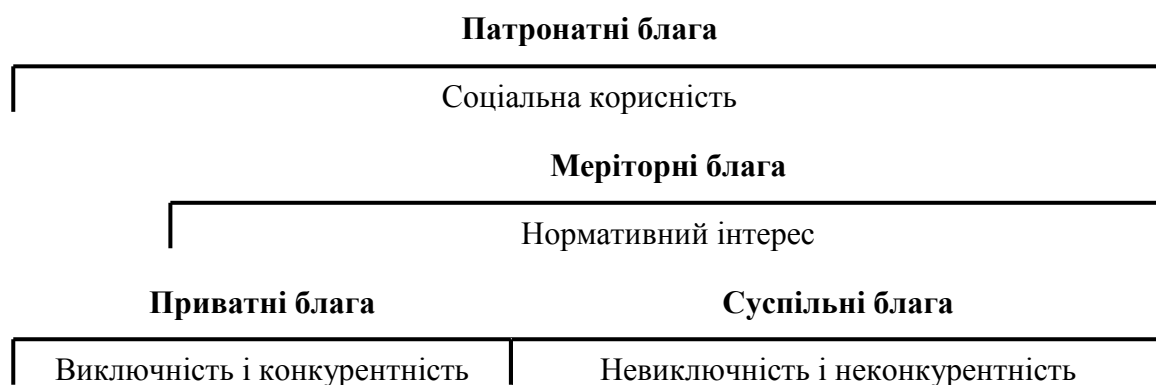 Патронатні блага
Соціальна корисність
Меріторні блага
Нормативний інтерес
Приватні блага Суспільні блага
Виключність і конкурентність Невиключність і неконкурентність